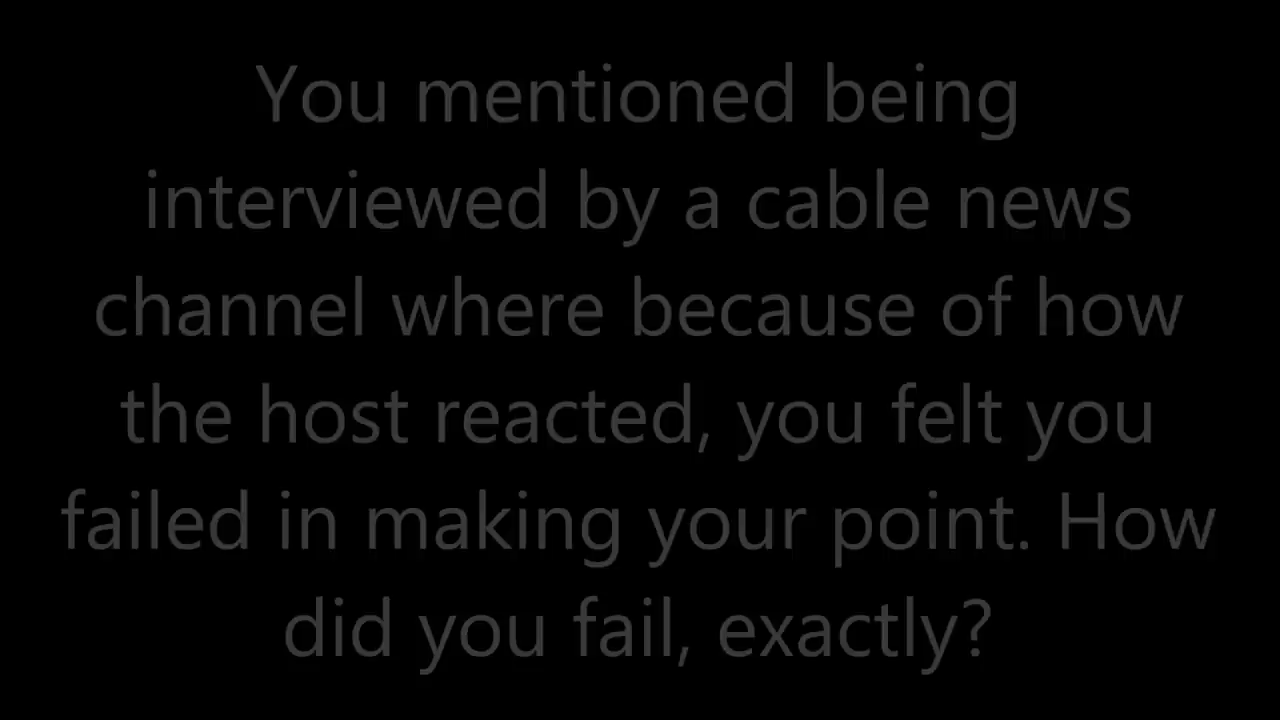 You mentioned being
interviewed by a cable news
channel where because of how
the host reacted, you felt you
failed in making your point. How
did you fail, exactly?